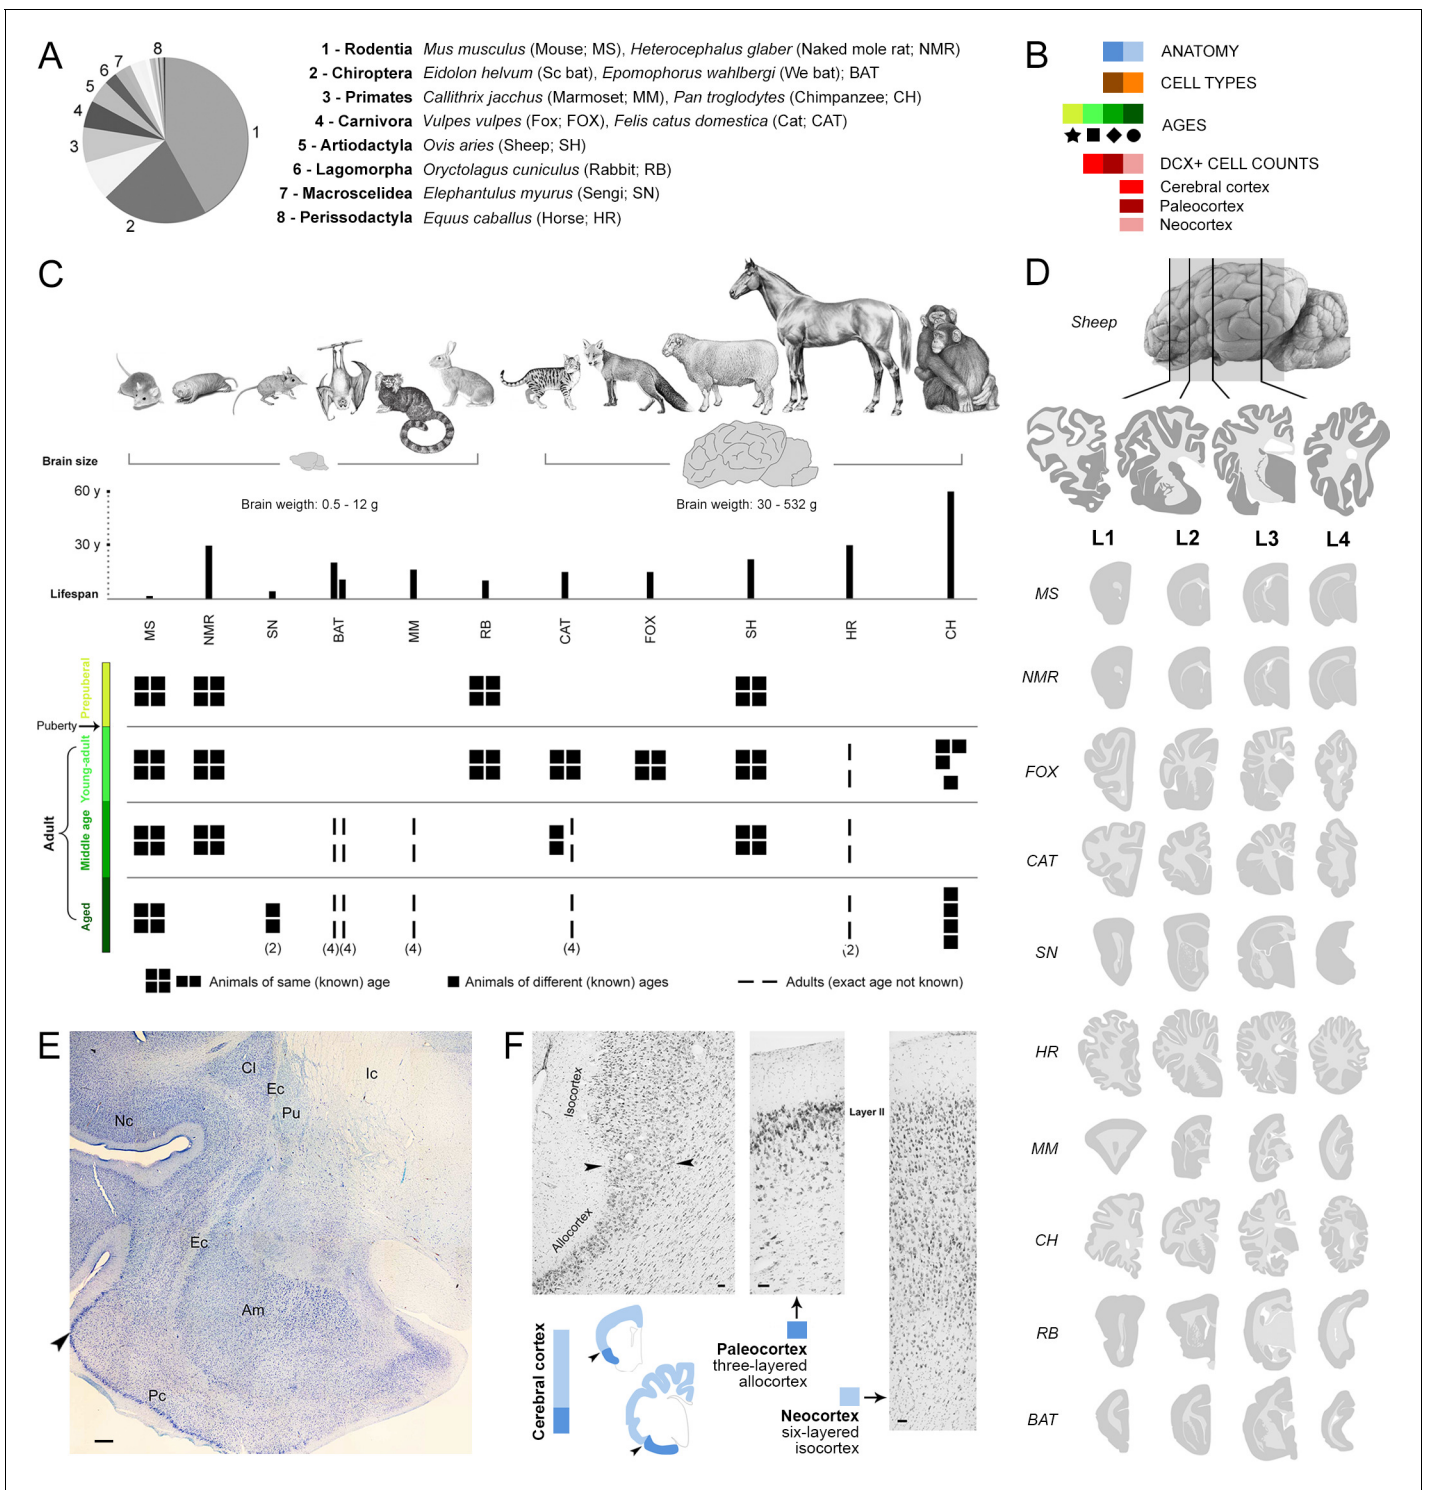 A
8
7
6
5
4
3
2
1
1 - Rodentia Mus musculus (Mouse; MS), Heterocephalus glaber (Naked mole rat; NMR)
2 - Chiroptera Eidolon helvum (Sc bat), Epomophorus wahlbergi (We bat); BAT
3 - Primates Callithrix jacchus (Marmoset; MM), Pan troglodytes (Chimpanzee; CH)
4 - Carnivora Vulpes vulpes (Fox; FOX), Felis catus domestica (Cat; CAT)
5 - Artiodactyla Ovis aries (Sheep; SH)
6 - Lagomorpha Oryctolagus cuniculus (Rabbit; RB)
7 - Macroscelidea Elephantulus myurus (Sengi; SN)
8 - Perissodactyla Equus caballus (Horse; HR)
B
ANATOMY
CELL TYPES
AGES
DCX+ CELL COUNTS
Cerebral cortex
Paleocortex
Neocortex
C
Brain size
Brain weigth: 0.5 - 12 g
Brain weigth: 30 - 532 g
60 y
30 y
Lifespan
MS
NMR
SN
BAT
MM
RB
CAT
FOX
SH
HR
CH
Prepuberal
Puberty
Young-adult
Adult
Middle age
Aged
(2)
(4)(4)
(4)
(4)
(2)
Animals of same (known) age
Animals of different (known) ages
Adults (exact age not known)
D
Sheep
L1 L2 L3 L4
MS
NMR
FOX
CAT
SN
HR
MM
CH
RB
BAT
E
Cl
Ec
Ic
Pu
Nc
Ec
Am
Pc
F
Isocortex
Allocortex
Layer II
Cerebral cortex
Paleocortex
three-layered
allocortex
Neocortex
six-layered
isocortex